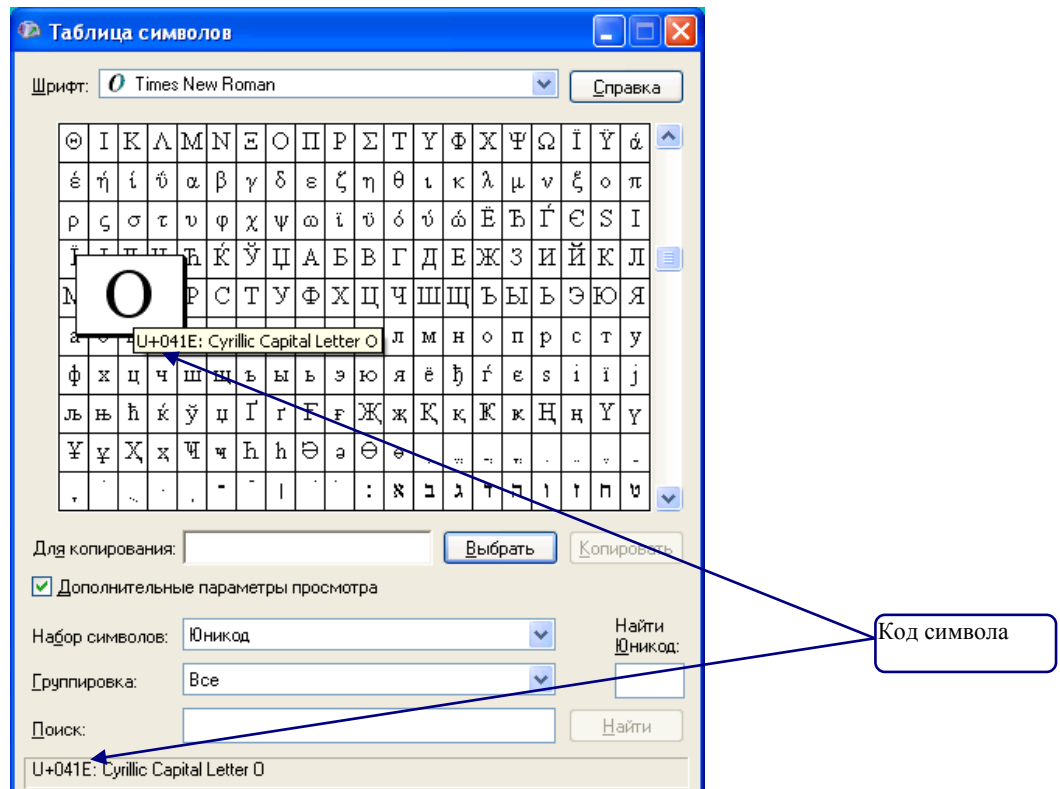 Таблица символов
Шрифт: O Times New Roman Справка
Θ Ι Κ Λ Μ Ν Ξ Ο Π Ρ Σ Τ Υ Φ Χ Ψ Ω Ϊ Ϋ ά
έ ή ί ΰ α β γ δ ε ζ η θ ι κ λ μ ν ξ ο π
ρ ς σ τ υ φ χ ψ ω ϊ ϋ ό ύ ώ Ё Ђ Ѓ Є Ѕ І
Ї Ћ Ќ Ў Џ А Б В Г Д Е Ж З И Й К Л
О Р С Т У Ф Х Ц Ч Ш Щ Ъ Ы Ь Э Ю Я
а л м н о п р с т у
U+041E: Cyrillic Capital Letter O
ф х ц ч ш щ ъ ы ь э ю я ё ђ ѓ є ѕ і ї ј
љ њ ћ ќ ў џ Ґ ґ Ғ ғ Җ җ Қ қ Ҝ ҝ Ң ң Ү ү
Ұ ұ Ҳ ҳ Ҹ ҹ Һ һ Ə ə Ө ө
: א ב ג ד ה ו ז ח ט
Для копирования: Выбрать Копировать
Дополнительные параметры просмотра
Набор символов: Юникод Найти Юникод:
Группировка: Все
Поиск: Найти
U+041E: Cyrillic Capital Letter O
Код символа